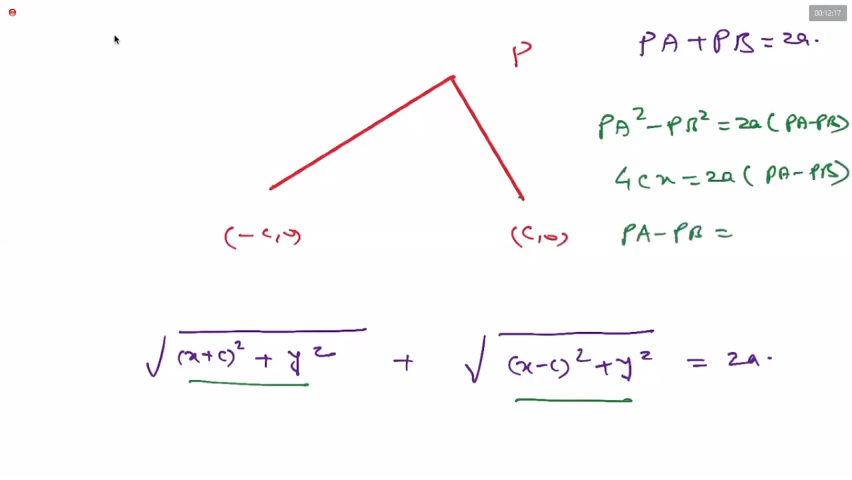 00:12:17
P
PA+PB=2a.
PA²-PB²=2a(PA-PB)
4cx=2a(PA-PB)
(-c,0)
(c,0)
PA-PB=
√(x+c)²+y² + √(x-c)²+y² = 2a.